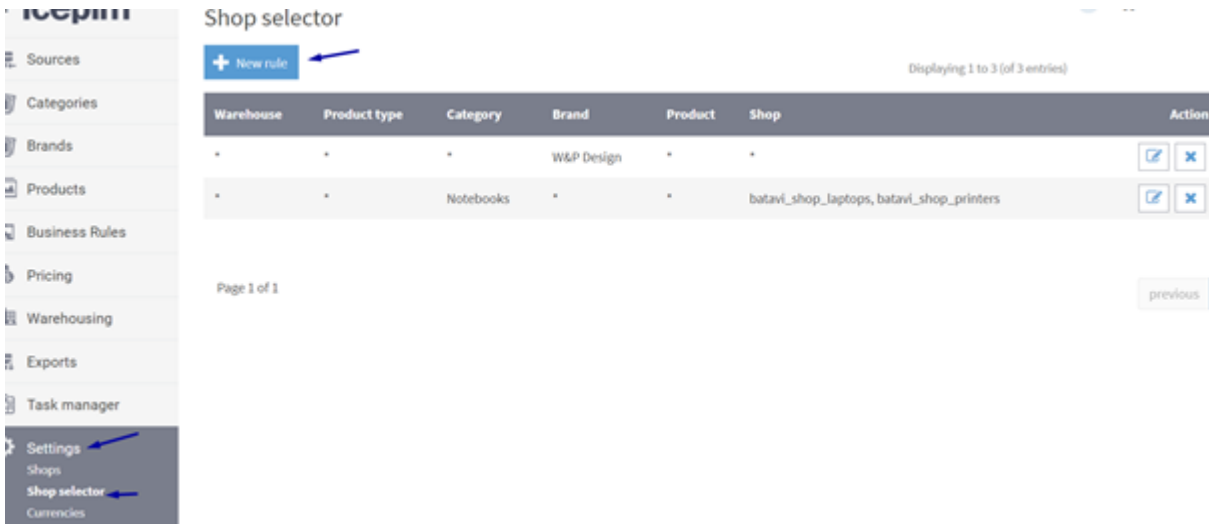 icepim
Sources
Categories
Brands
Products
Business Rules
Pricing
Warehousing
Exports
Task manager
Settings
Shops
Shop selector
Currencies
Shop selector
New rule
Displaying 1 to 3 (of 3 entries)
Warehouse Product type Category Brand Product Shop Action
* * * W&P Design * *
* * Notebooks * * batavi_shop_laptops, batavi_shop_printers
Page 1 of 1
previous